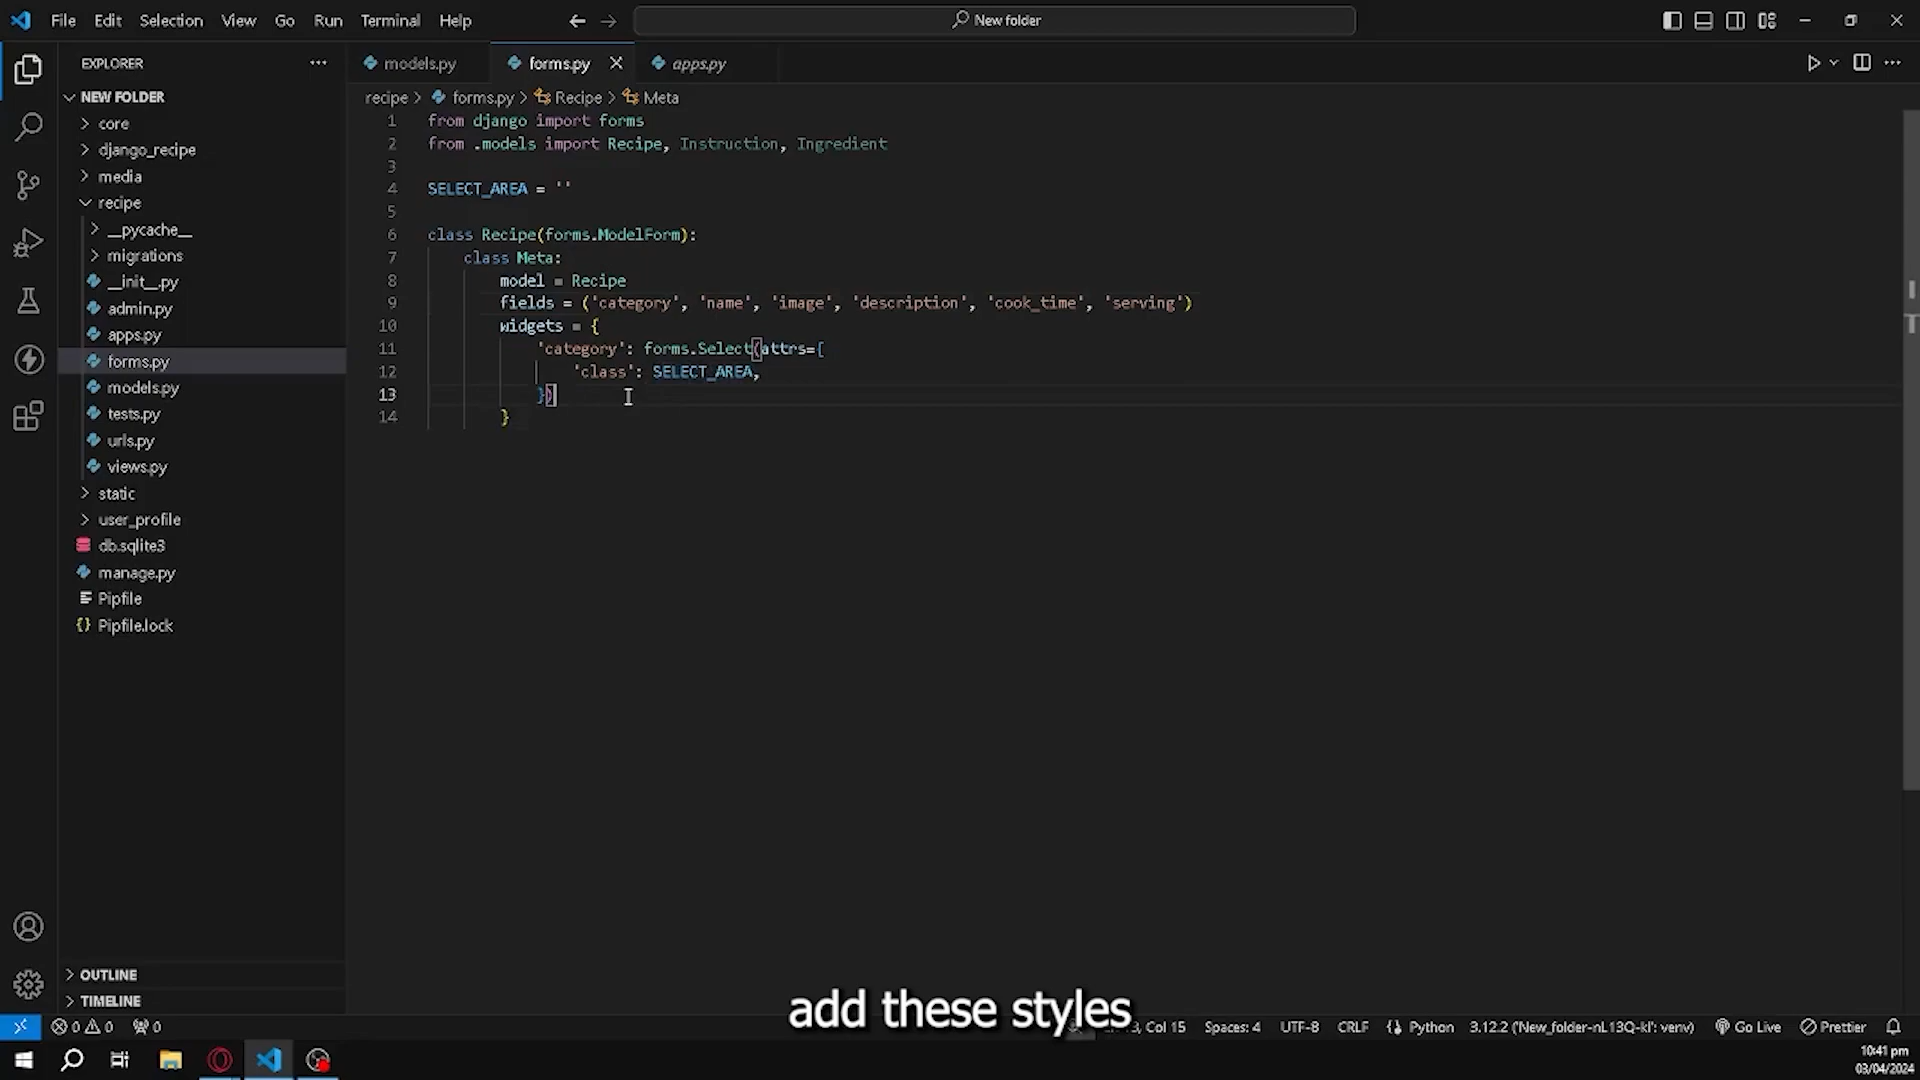 File Edit Selection View Go Run Terminal Help
New folder
EXPLORER
models.py
forms.py
apps.py
NEW FOLDER
core
django_recipe
media
recipe
__pycache__
migrations
__init__.py
admin.py
apps.py
forms.py
models.py
tests.py
urls.py
views.py
static
user_profile
db.sqlite3
manage.py
Pipfile
Pipfile.lock
OUTLINE
TIMELINE
recipe > forms.py > Recipe > Meta
1 from django import forms
2 from .models import Recipe, Instruction, Ingredient
3
4 SELECT_AREA = ''
5
6 class Recipe(forms.ModelForm):
7 class Meta:
8 model = Recipe
9 fields = ('category', 'name', 'image', 'description', 'cook_time', 'serving')
10 widgets = {
11 'category': forms.Select(attrs={
12 'class': SELECT_AREA,
13 })
14 }
add these styles
0 0 0
Col 15 Spaces: 4 UTF-8 CRLF Python 3.12.2 ('New_folder-nL13Q-kl': venv) Go Live Prettier
10:41 pm
03/04/2024